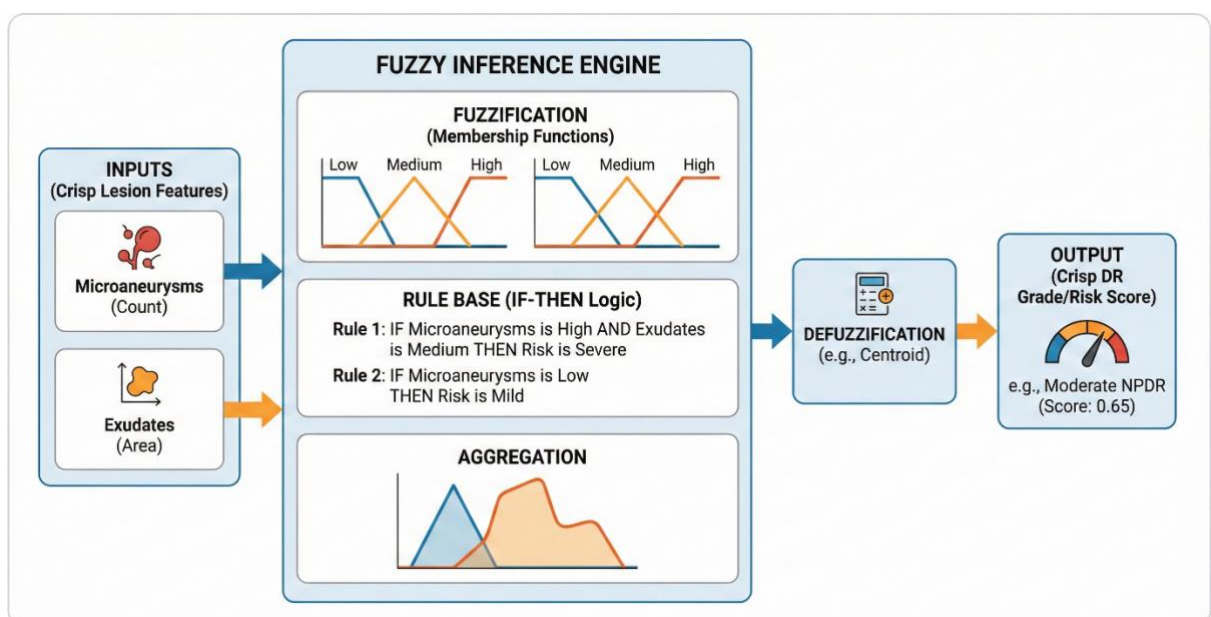 FUZZY INFERENCE ENGINE
INPUTS
(Crisp Lesion Features)
Microaneurysms
(Count)
Exudates
(Area)
FUZZIFICATION
(Membership Functions)
Low Medium High
Low Medium High
RULE BASE (IF-THEN Logic)
Rule 1: IF Microaneurysms is High AND Exudates
is Medium THEN Risk is Severe
Rule 2: IF Microaneurysms is Low
THEN Risk is Mild
AGGREGATION
DEFUZZIFICATION
(e.g., Centroid)
OUTPUT
(Crisp DR
Grade/Risk Score)
e.g., Moderate NPDR
(Score: 0.65)